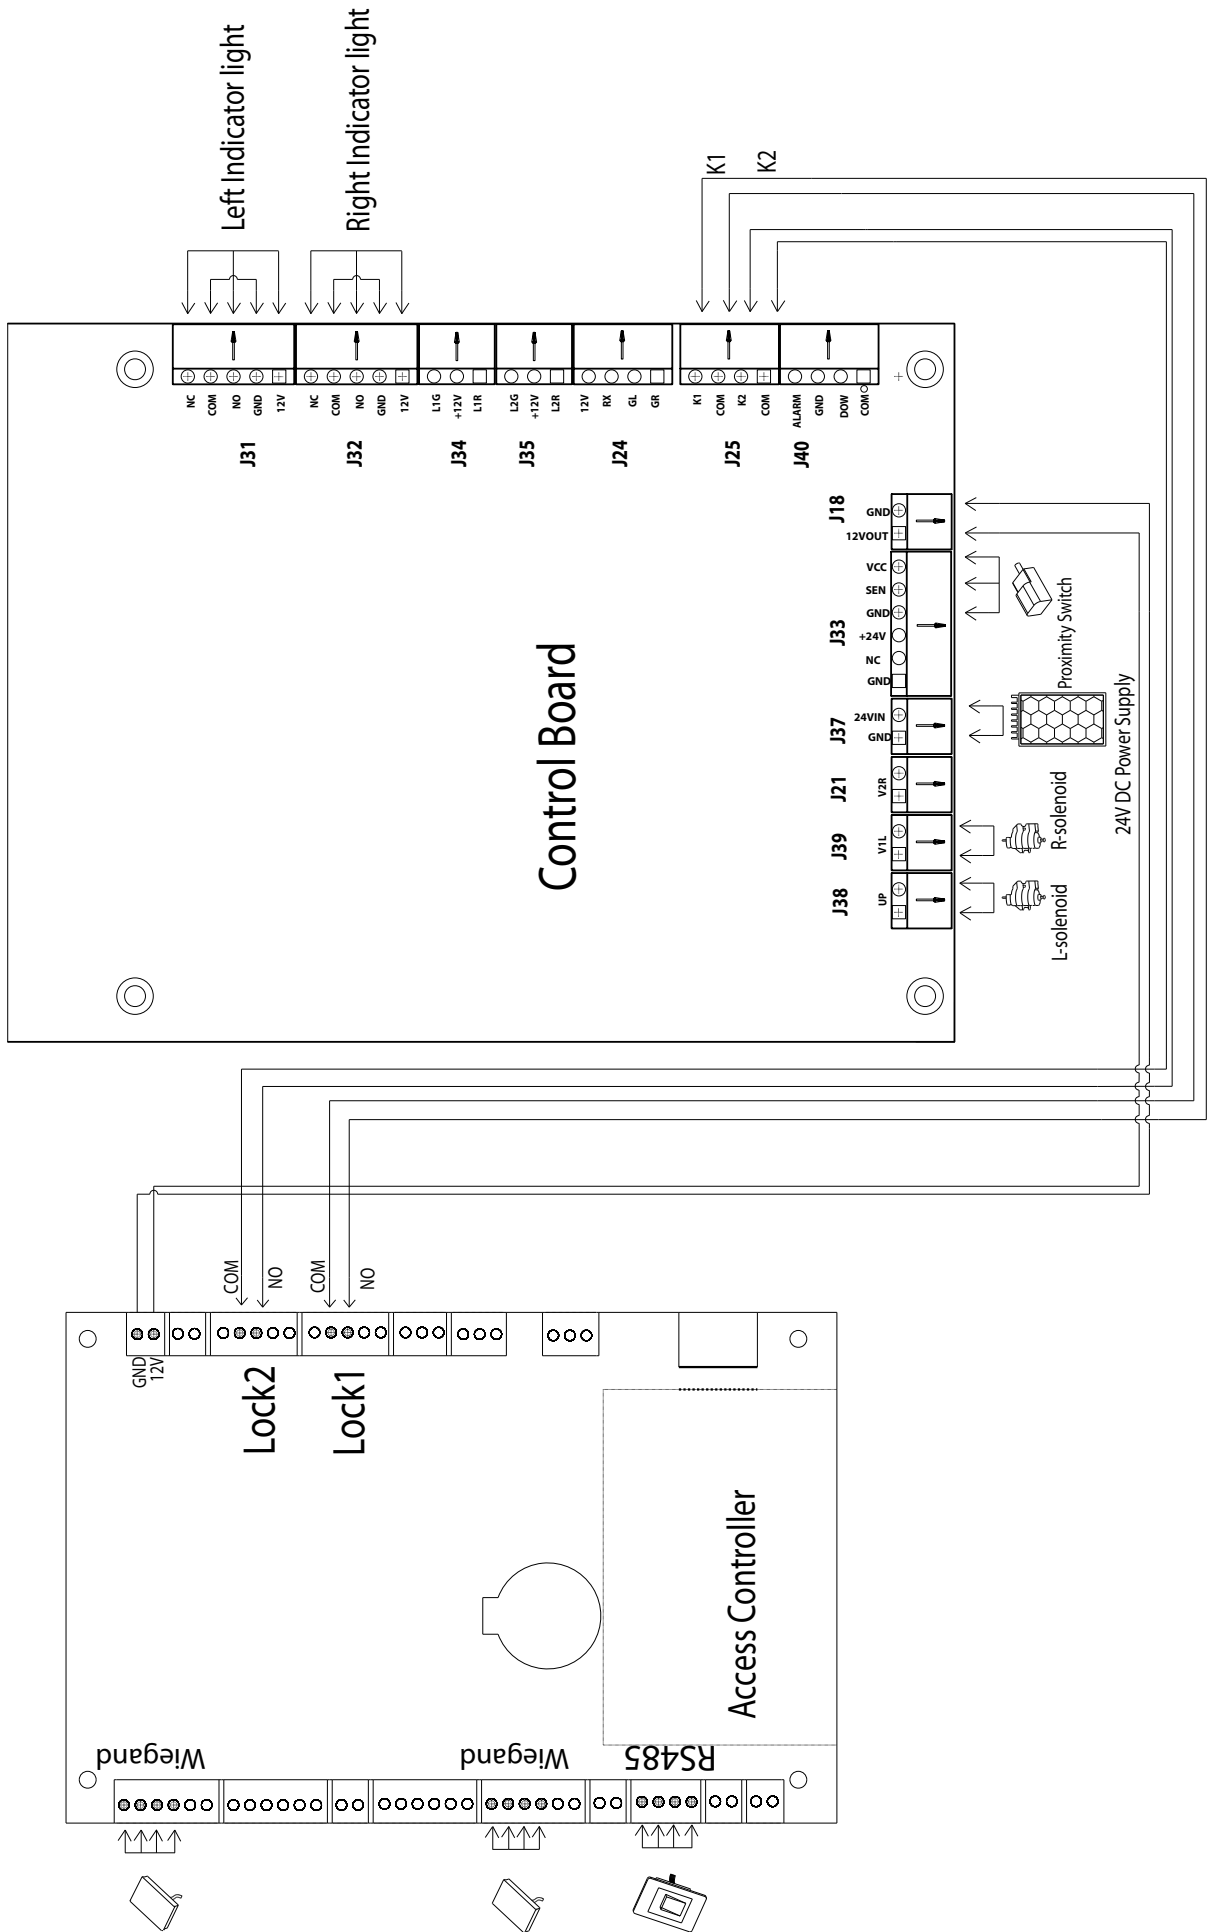 Left Indicator light
Right Indicator light
K1
K2
NC
COM
NO
GND
12V
J31
NC
COM
NO
GND
12V
J32
L1G
+12V
L1R
J34
L2G
+12V
L2R
J35
12V
RX
GL
GR
J24
K1
COM
K2
COM
J25
ALARM
GND
DOW
COM
J40
J18
GND
12VOUT
J33
VCC
SEN
GND
+24V
NC
GND
J37
24VIN
GND
J21
V2R
J39
V1L
J38
UP
Control Board
Proximity Switch
24V DC Power Supply
R-solenoid
L-solenoid
COM
NO
COM
NO
GND
12V
Lock2
Lock1
Access Controller
Wiegand
Wiegand
RS485